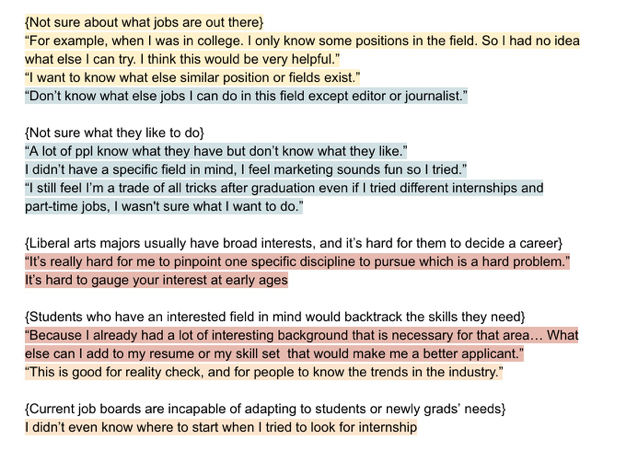 {Not sure about what jobs are out there}
“For example, when I was in college. I only know some positions in the field. So I had no idea
what else I can try. I think this would be very helpful.”
“I want to know what else similar position or fields exist.”
“Don’t know what else jobs I can do in this field except editor or journalist.”
{Not sure what they like to do}
“A lot of ppl know what they have but don’t know what they like.”
I didn’t have a specific field in mind, I feel marketing sounds fun so I tried.”
“I still feel I’m a trade of all tricks after graduation even if I tried different internships and
part-time jobs, I wasn't sure what I want to do.”
{Liberal arts majors usually have broad interests, and it’s hard for them to decide a career}
“It’s really hard for me to pinpoint one specific discipline to pursue which is a hard problem.”
It’s hard to gauge your interest at early ages
{Students who have an interested field in mind would backtrack the skills they need}
“Because I already had a lot of interesting background that is necessary for that area… What
else can I add to my resume or my skill set  that would make me a better applicant.”
“This is good for reality check, and for people to know the trends in the industry.”
{Current job boards are incapable of adapting to students or newly grads’ needs}
I didn’t even know where to start when I tried to look for internship